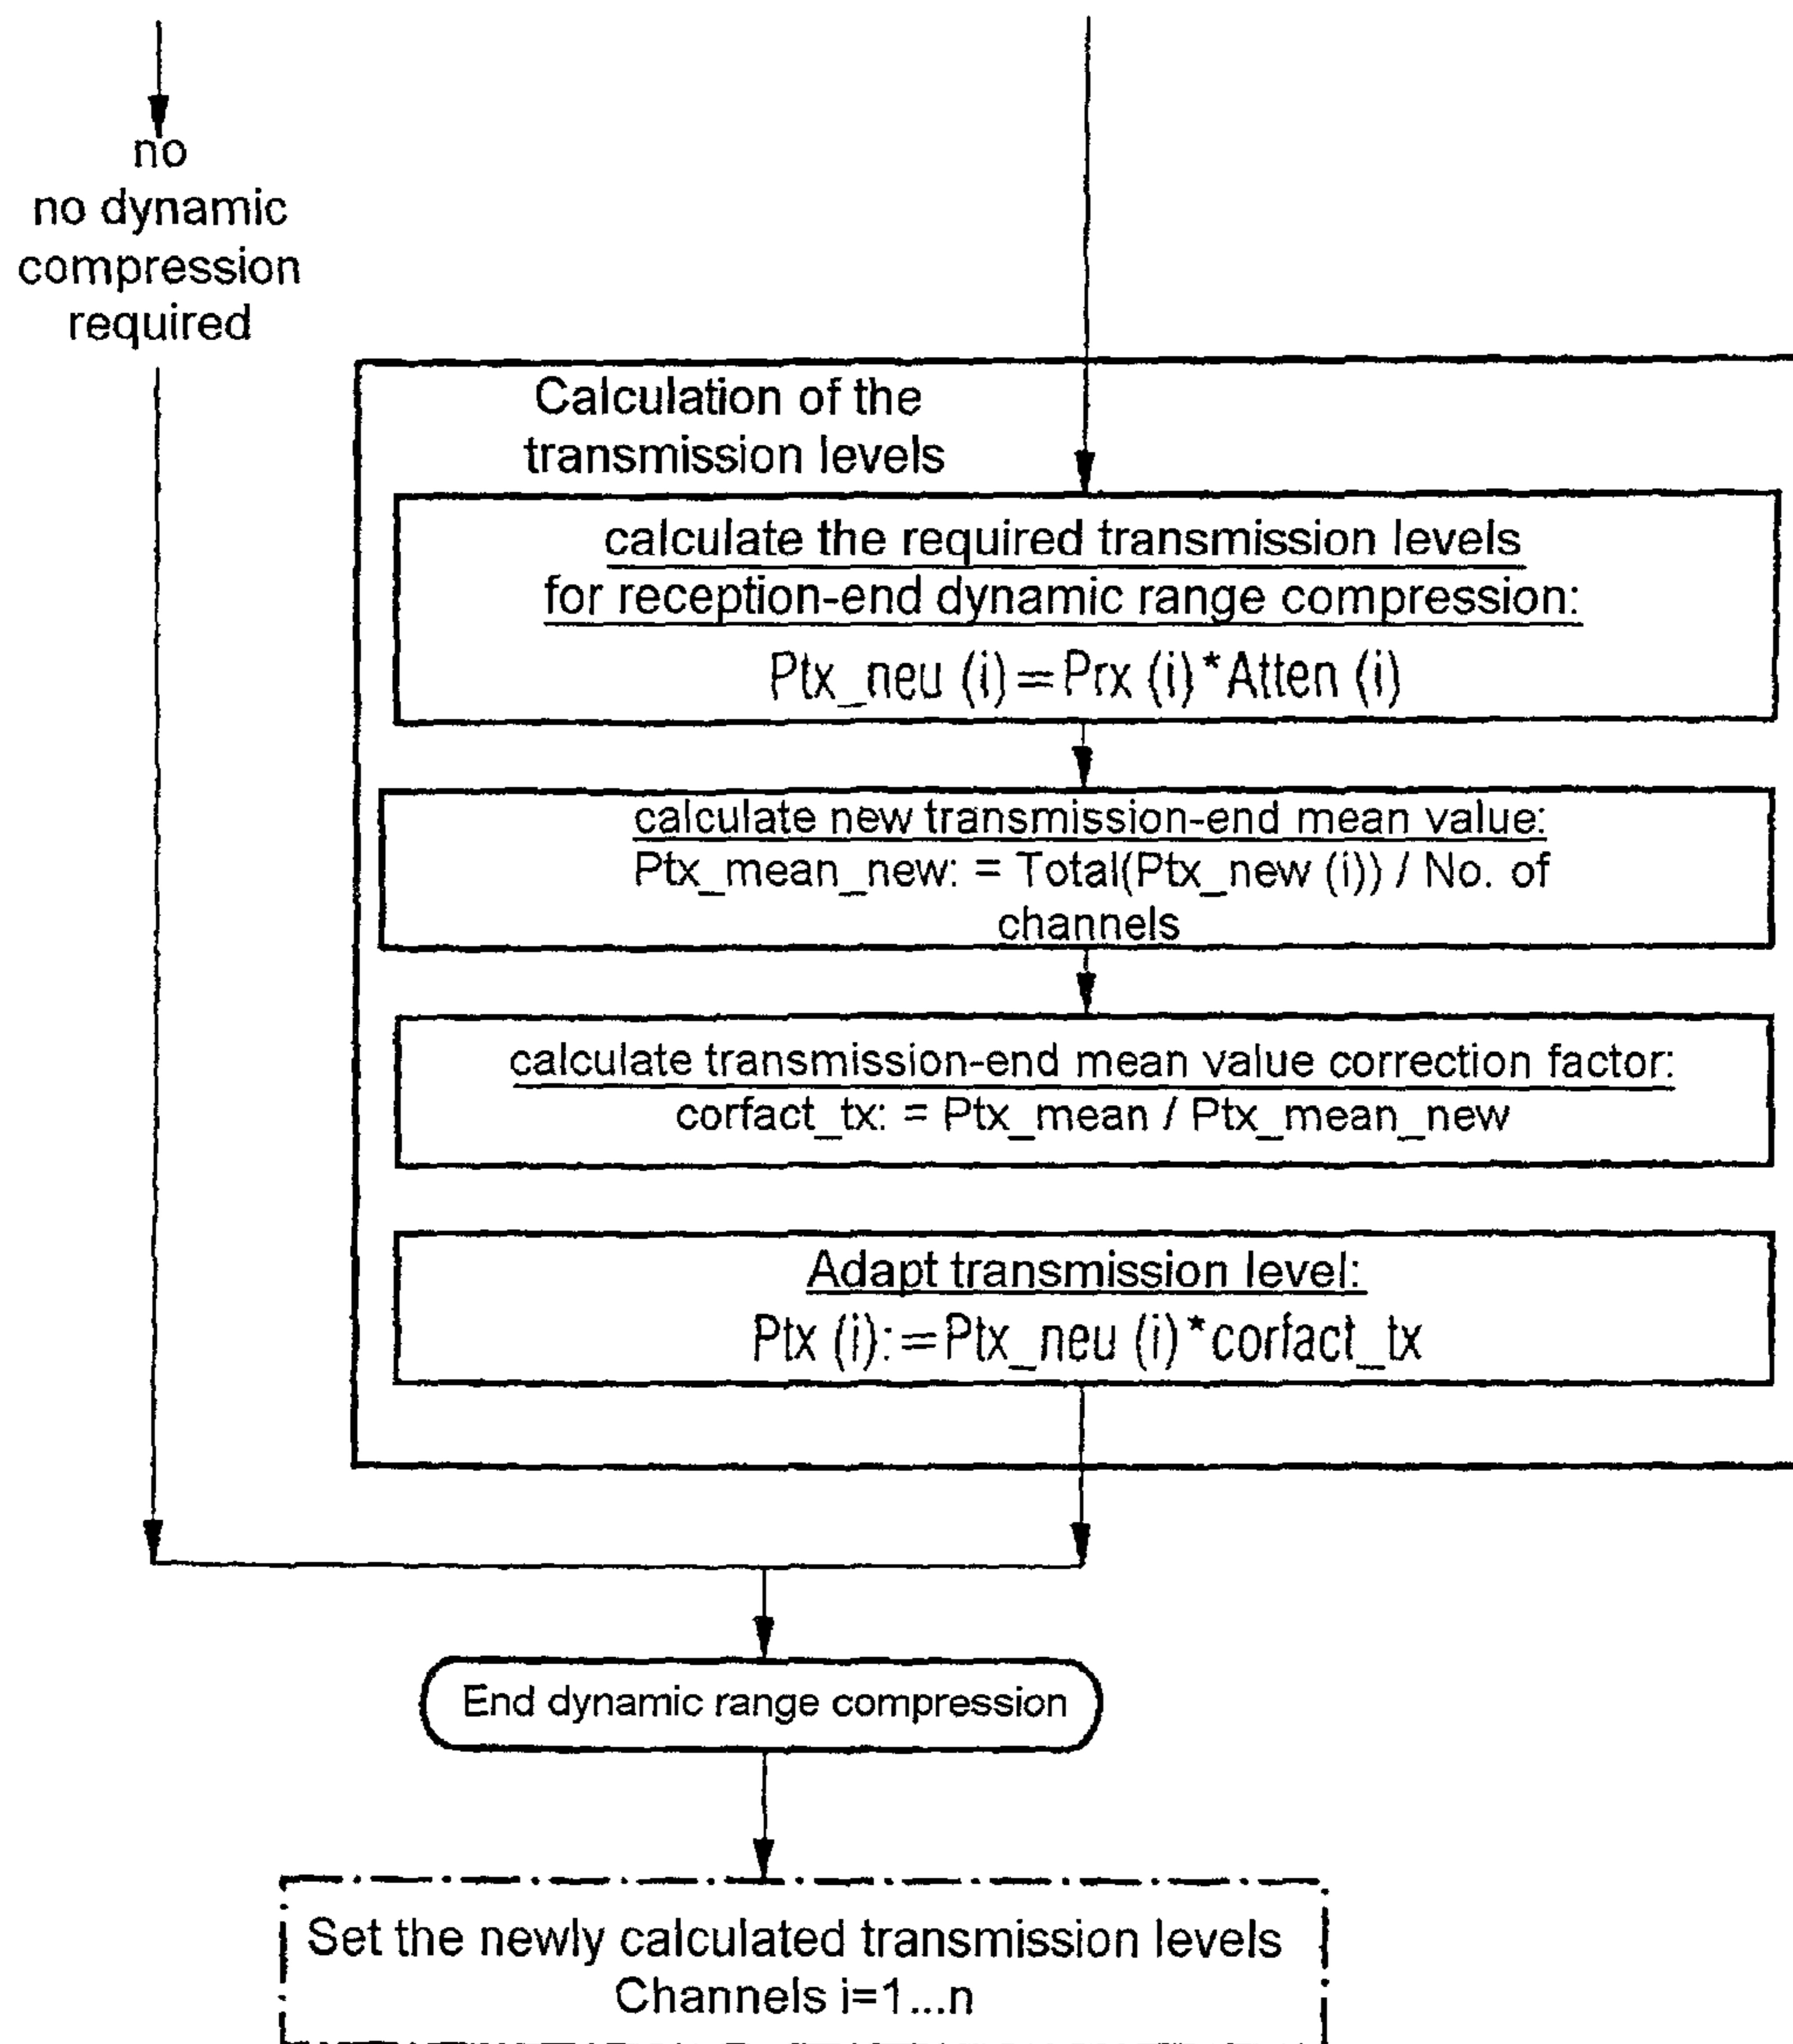 no
no dynamic
compression
required
Calculation of the
transmission levels
calculate the required transmission levels
for reception-end dynamic range compression:
Ptx_neu (i) = Prx (i) * Atten (i)
calculate new transmission-end mean value:
Ptx_mean_new: = Total(Ptx_new (i)) / No. of
channels
calculate transmission-end mean value correction factor:
corfact_tx: = Ptx_mean / Ptx_mean_new
Adapt transmission level:
Ptx (i): = Ptx_neu (i) * corfact_tx
End dynamic range compression
Set the newly calculated transmission levels
Channels i=1...n